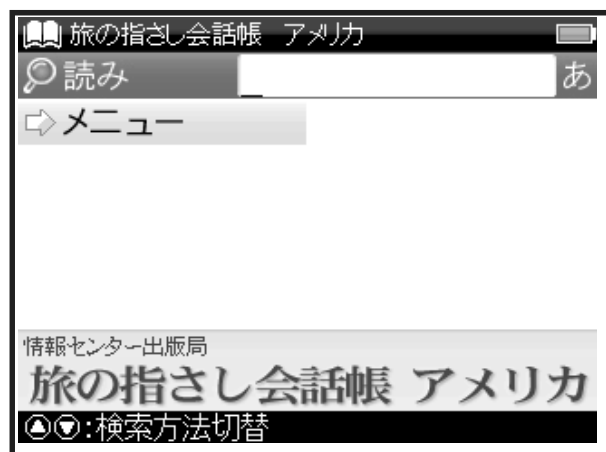 旅の指さし会話帳 アメリカ
読み あ
メニュー
情報センター出版局
旅の指さし会話帳 アメリカ
:検索方法切替